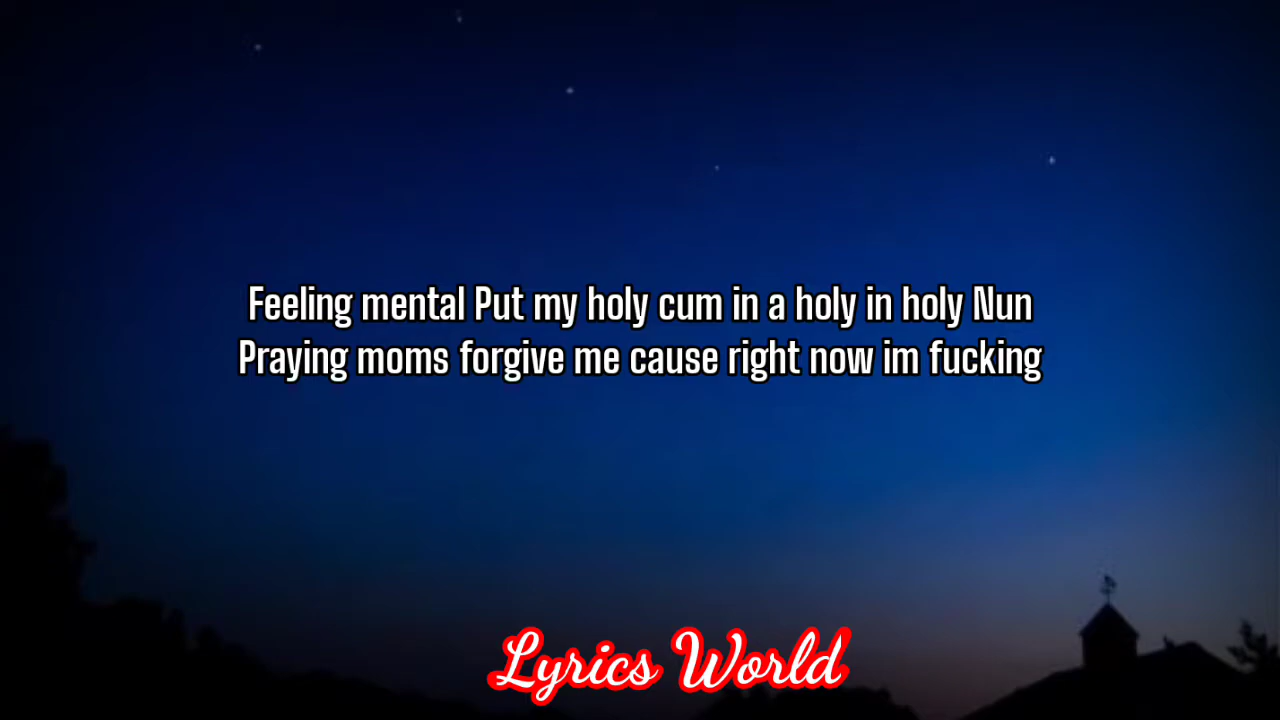 Feeling mental Put my holy cum in a holy in holy Nun
Praying moms forgive me cause right now im fucking
Lyrics World